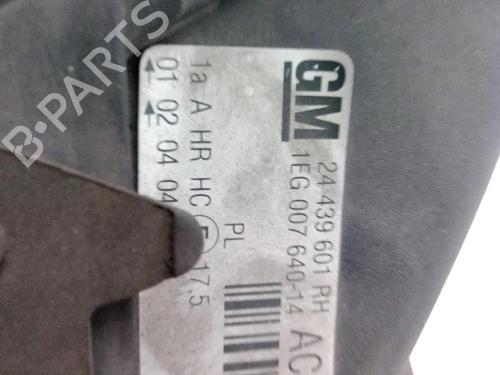 GM
24 439 601 RH
1EG 007 640-14
AC
PL
1a A HR HC E 17,5
01 02 04 04
B-PARTS